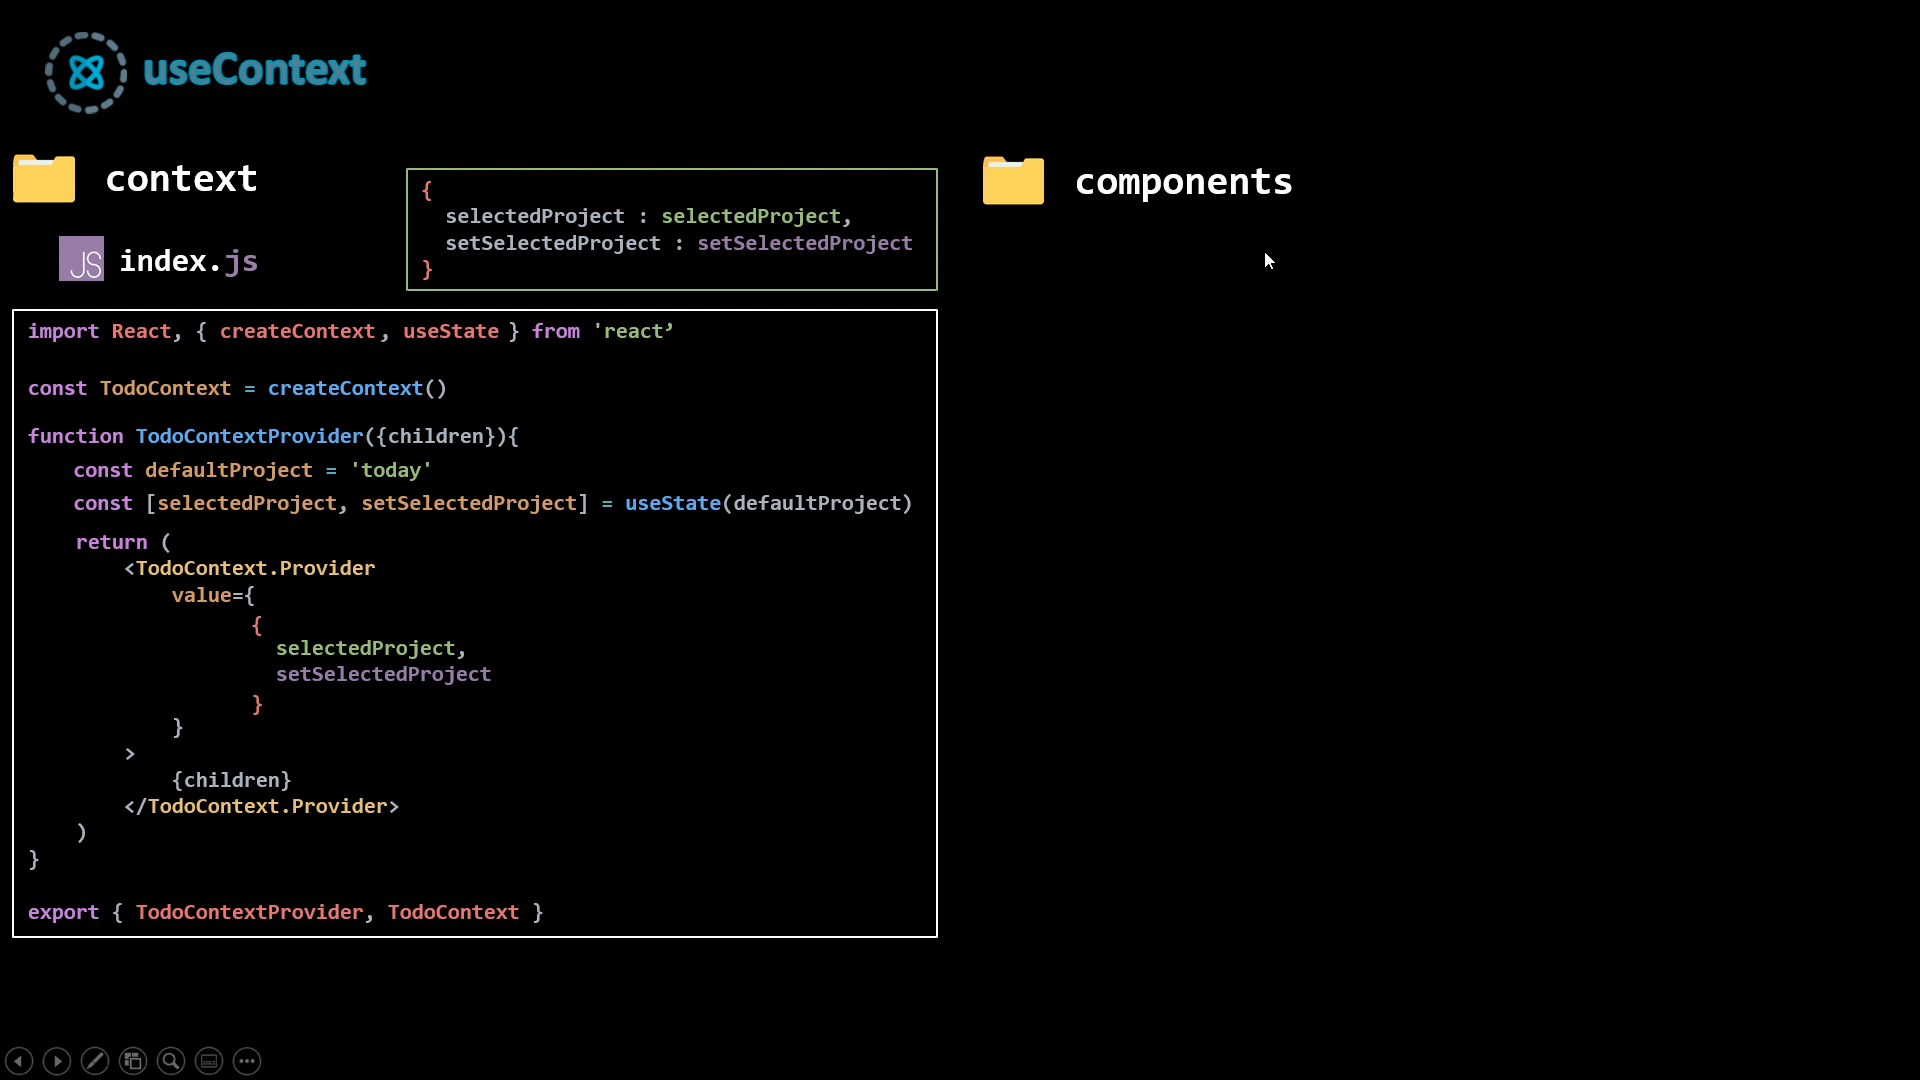 useContext
context
{
selectedProject : selectedProject,
setSelectedProject : setSelectedProject
}
components
JS index.js
import React, { createContext, useState } from 'react’
const TodoContext = createContext()
function TodoContextProvider({children}){
const defaultProject = 'today'
const [selectedProject, setSelectedProject] = useState(defaultProject)
return (
<TodoContext.Provider
value={
{
selectedProject,
setSelectedProject
}
}
>
{children}
</TodoContext.Provider>
)
}
export { TodoContextProvider, TodoContext }